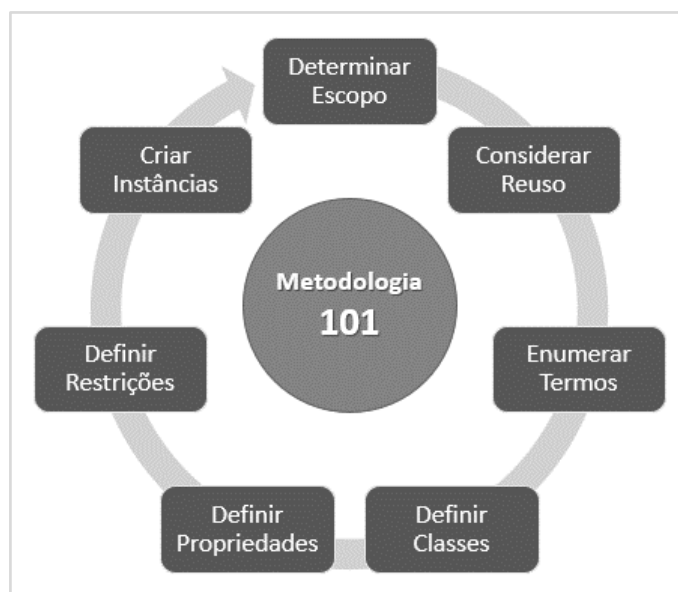 Determinar
Escopo
Considerar
Reuso
Enumerar
Termos
Definir
Classes
Definir
Propriedades
Definir
Restrições
Criar
Instâncias
Metodologia
101